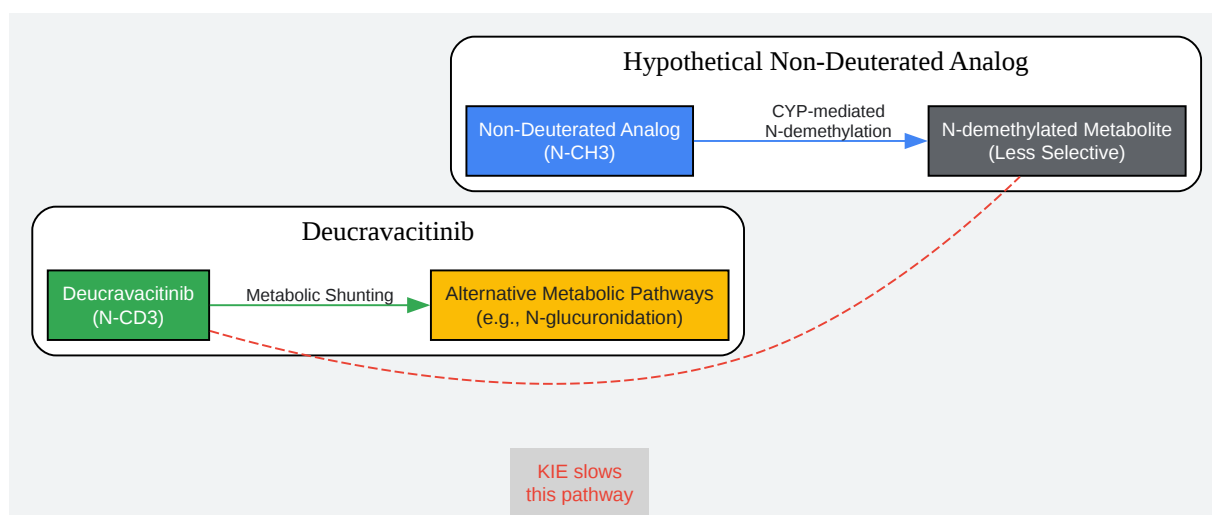 Hypothetical Non-Deuterated Analog
Non-Deuterated Analog
(N-CH3)
CYP-mediated
N-demethylation
N-demethylated Metabolite
(Less Selective)
Deucravacitinib
Deucravacitinib
(N-CD3)
Metabolic Shunting
Alternative Metabolic Pathways
(e.g., N-glucuronidation)
KIE slows
this pathway